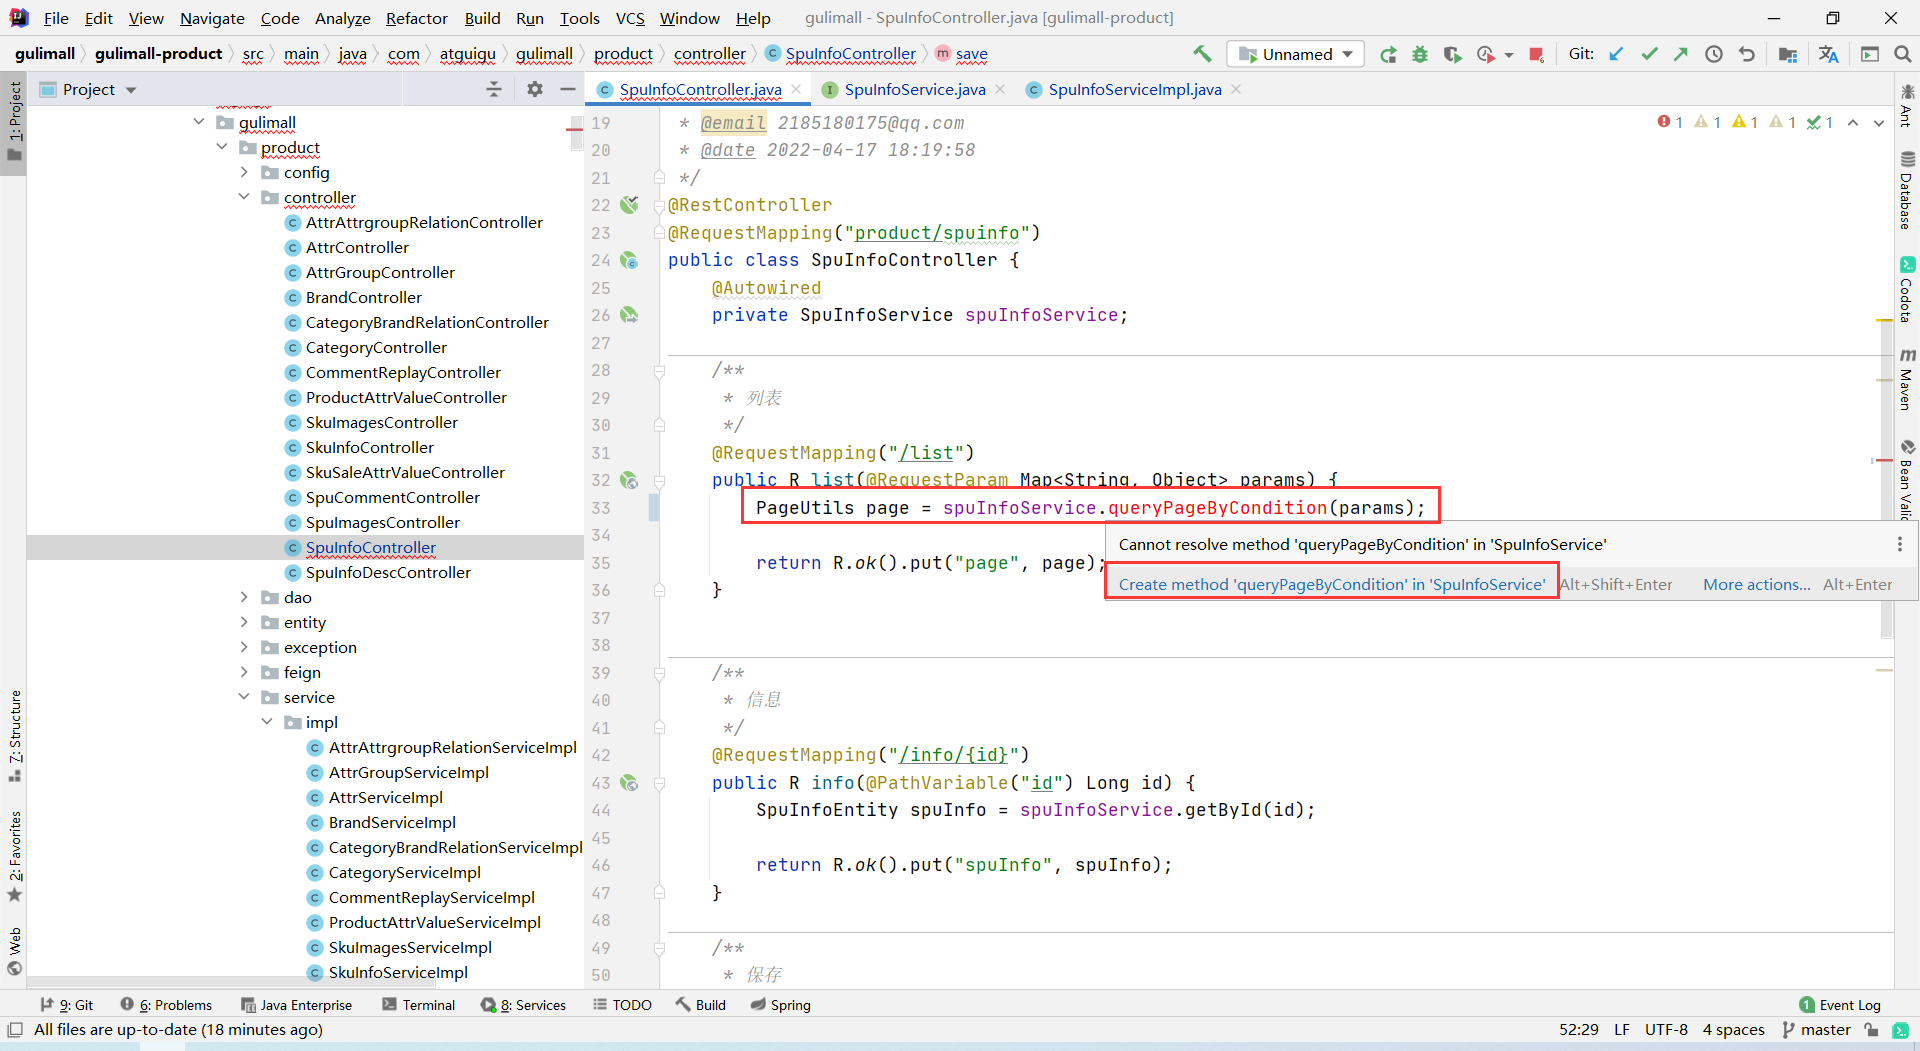 File Edit View Navigate Code Analyze Refactor Build Run Tools VCS Window Help gulimall - SpuInfoController.java [gulimall-product]
gulimall gulimall-product src main java com atguigu gulimall product controller SpuInfoController save Unnamed Git:
1: Project
7: Structure
2: Favorites
Web
Project
gulimall
product
config
controller
AttrAttrgroupRelationController
AttrController
AttrGroupController
BrandController
CategoryBrandRelationController
CategoryController
CommentReplayController
ProductAttrValueController
SkuImagesController
SkuInfoController
SkuSaleAttrValueController
SpuCommentController
SpuImagesController
SpuInfoController
SpuInfoDescController
dao
entity
exception
feign
service
impl
AttrAttrgroupRelationServiceImpl
AttrGroupServiceImpl
AttrServiceImpl
BrandServiceImpl
CategoryBrandRelationServiceImpl
CategoryServiceImpl
CommentReplayServiceImpl
ProductAttrValueServiceImpl
SkuImagesServiceImpl
SkuInfoServiceImpl
SpuInfoController.java SpuInfoService.java SpuInfoServiceImpl.java
1 1 1 1 1
19 * @email 2185180175@qq.com
20 * @date 2022-04-17 18:19:58
21 */
22 @RestController
23 @RequestMapping("product/spuinfo")
24 public class SpuInfoController {
25 @Autowired
26 private SpuInfoService spuInfoService;
27
28 /**
29 * 列表
30 */
31 @RequestMapping("/list")
32 public R list(@RequestParam Map<String, Object> params) {
33 PageUtils page = spuInfoService.queryPageByCondition(params);
34
35 return R.ok().put("page", page);
36 }
37
38
39 /**
40 * 信息
41 */
42 @RequestMapping("/info/{id}")
43 public R info(@PathVariable("id") Long id) {
44 SpuInfoEntity spuInfo = spuInfoService.getById(id);
45
46 return R.ok().put("spuInfo", spuInfo);
47 }
48
49 /**
50 * 保存
Cannot resolve method 'queryPageByCondition' in 'SpuInfoService'
Create method 'queryPageByCondition' in 'SpuInfoService' Alt+Shift+Enter More actions... Alt+Enter
Ant
Database
Codota
Maven
Bean Vali
9: Git 6: Problems Java Enterprise Terminal 8: Services TODO Build Spring 1 Event Log
All files are up-to-date (18 minutes ago) 52:29 LF UTF-8 4 spaces master